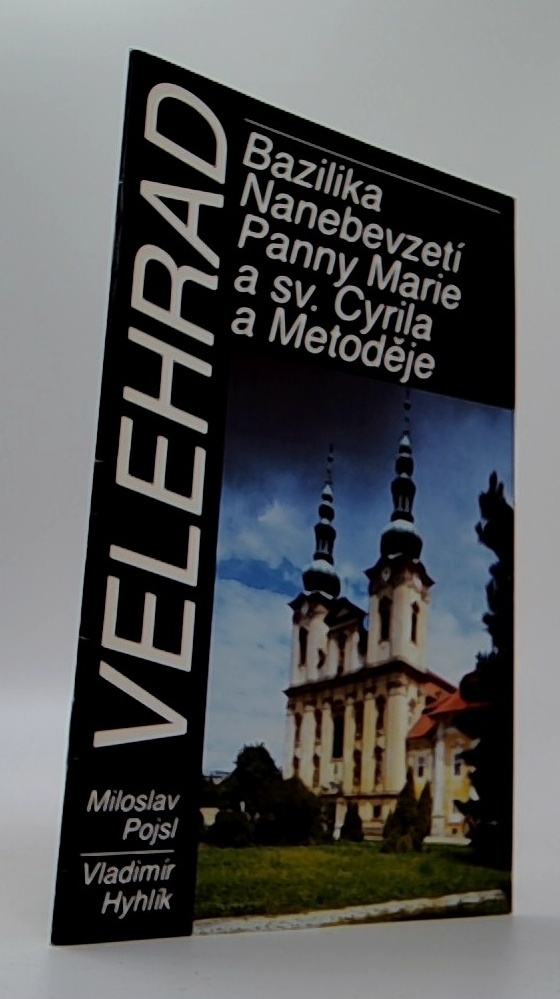 VELEHRAD
Bazilika
Nanebevzetí
Panny Marie
a sv. Cyrila
a Metoděje
Miloslav
Pojsl
Vladimír
Hyhlík